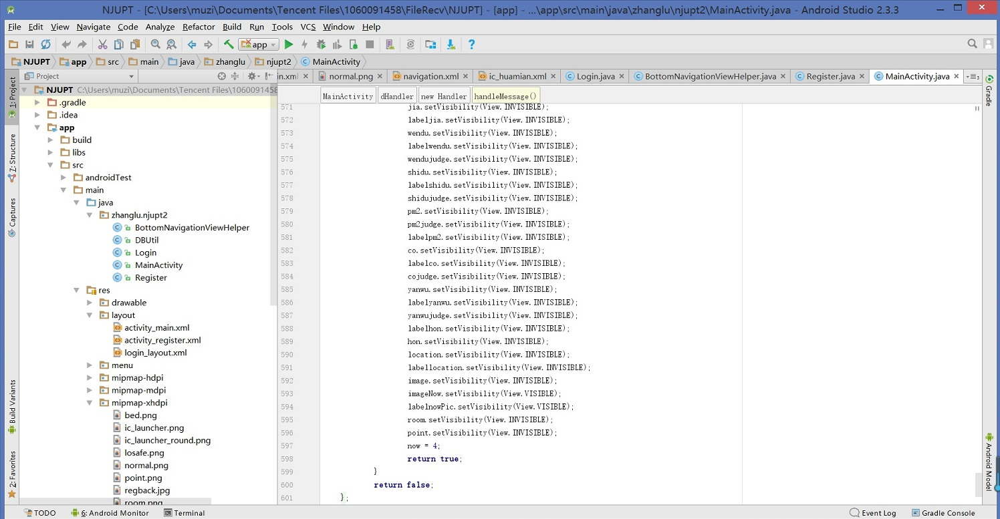 NJUPT - [C:\Users\muzi\Documents\Tencent Files\1060091458\FileRecv\NJUPT] - [app] - ...\app\src\main\java\zhanglu\njupt2\MainActivity.java - Android Studio 2.3.3
File Edit View Navigate Code Analyze Refactor Build Run Tools VCS Window Help
app
NJUPT app src main java zhanglu njupt2 MainActivity
Project
in.xml normal.png navigation.xml ic_huamian.xml Login.java BottomNavigationViewHelper.java Register.java MainActivity.java
MainActivity dHandler new Handler handleMessage()
1: Project
Z: Structure
Captures
Build Variants
2: Favorites
NJUPT C:\Users\muzi\Documents\Tencent Files\1060091458
.gradle
.idea
app
build
libs
src
androidTest
main
java
zhanglu.njupt2
BottomNavigationViewHelper
DBUtil
Login
MainActivity
Register
res
drawable
layout
activity_main.xml
activity_register.xml
login_layout.xml
menu
mipmap-hdpi
mipmap-mdpi
mipmap-xhdpi
bed.png
ic_launcher.png
ic_launcher_round.png
losafe.png
normal.png
point.png
regback.jpg
room.png
571 jia.setVisibility(View.INVISIBLE);
572 labeljia.setVisibility(View.INVISIBLE);
573 wendu.setVisibility(View.INVISIBLE);
574 labelwendu.setVisibility(View.INVISIBLE);
575 wendujudge.setVisibility(View.INVISIBLE);
576 shidu.setVisibility(View.INVISIBLE);
577 labelshidu.setVisibility(View.INVISIBLE);
578 shidujudge.setVisibility(View.INVISIBLE);
579 pm2.setVisibility(View.INVISIBLE);
580 pm2judge.setVisibility(View.INVISIBLE);
581 labelpm2.setVisibility(View.INVISIBLE);
582 co.setVisibility(View.INVISIBLE);
583 labelco.setVisibility(View.INVISIBLE);
584 cojudge.setVisibility(View.INVISIBLE);
585 yanwu.setVisibility(View.INVISIBLE);
586 labelyanwu.setVisibility(View.INVISIBLE);
587 yanwujudge.setVisibility(View.INVISIBLE);
588 labelhon.setVisibility(View.INVISIBLE);
589 hon.setVisibility(View.INVISIBLE);
590 location.setVisibility(View.INVISIBLE);
591 labellocation.setVisibility(View.INVISIBLE);
592 image.setVisibility(View.INVISIBLE);
593 imageNow.setVisibility(View.VISIBLE);
594 labelnowPic.setVisibility(View.VISIBLE);
595 room.setVisibility(View.INVISIBLE);
596 point.setVisibility(View.INVISIBLE);
597 now = 4;
598 return true;
599 }
600 return false;
601 };
Gradle
Android Model
TODO 6: Android Monitor Terminal Event Log Gradle Console